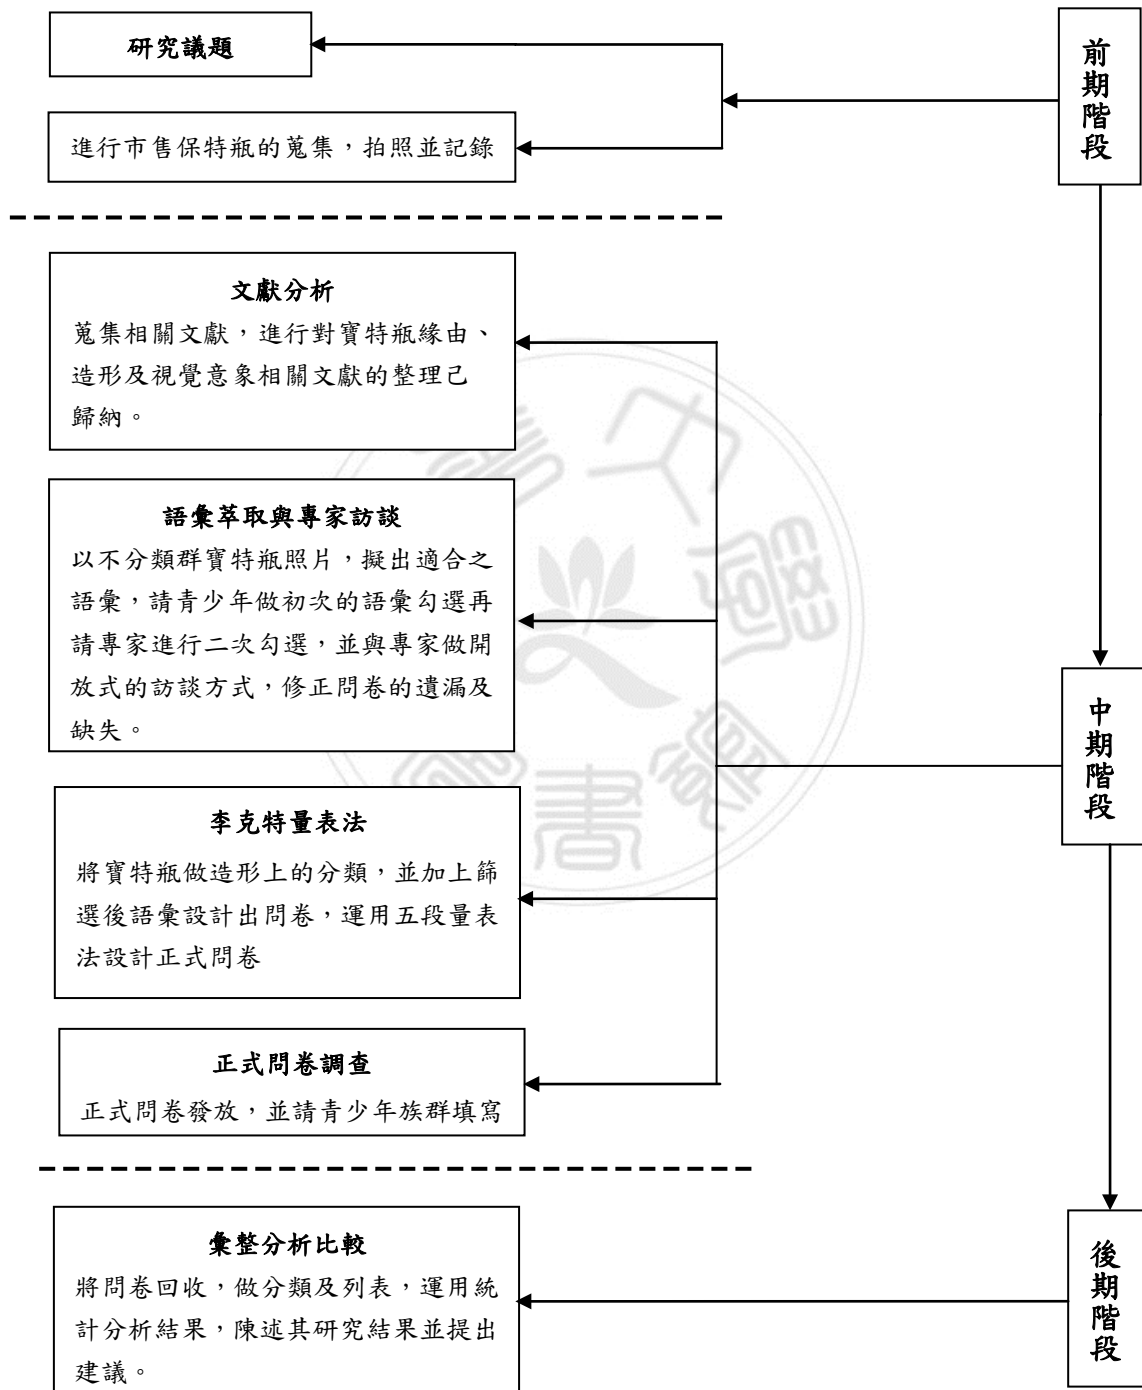 研究議題
前期階段
進行市售保特瓶的蒐集，拍照並記錄
文獻分析
蒐集相關文獻，進行對寶特瓶緣由、
造形及視覺意象相關文獻的整理己
歸納。
語彙萃取與專家訪談
以不分類群寶特瓶照片，擬出適合之
語彙，請青少年做初次的語彙勾選再
請專家進行二次勾選，並與專家做開
放式的訪談方式，修正問卷的遺漏及
缺失。
中期階段
李克特量表法
將寶特瓶做造形上的分類，並加上篩
選後語彙設計出問卷，運用五段量表
法設計正式問卷
正式問卷調查
正式問卷發放，並請青少年族群填寫
彙整分析比較
將問卷回收，做分類及列表，運用統
計分析結果，陳述其研究結果並提出
建議。
後期階段